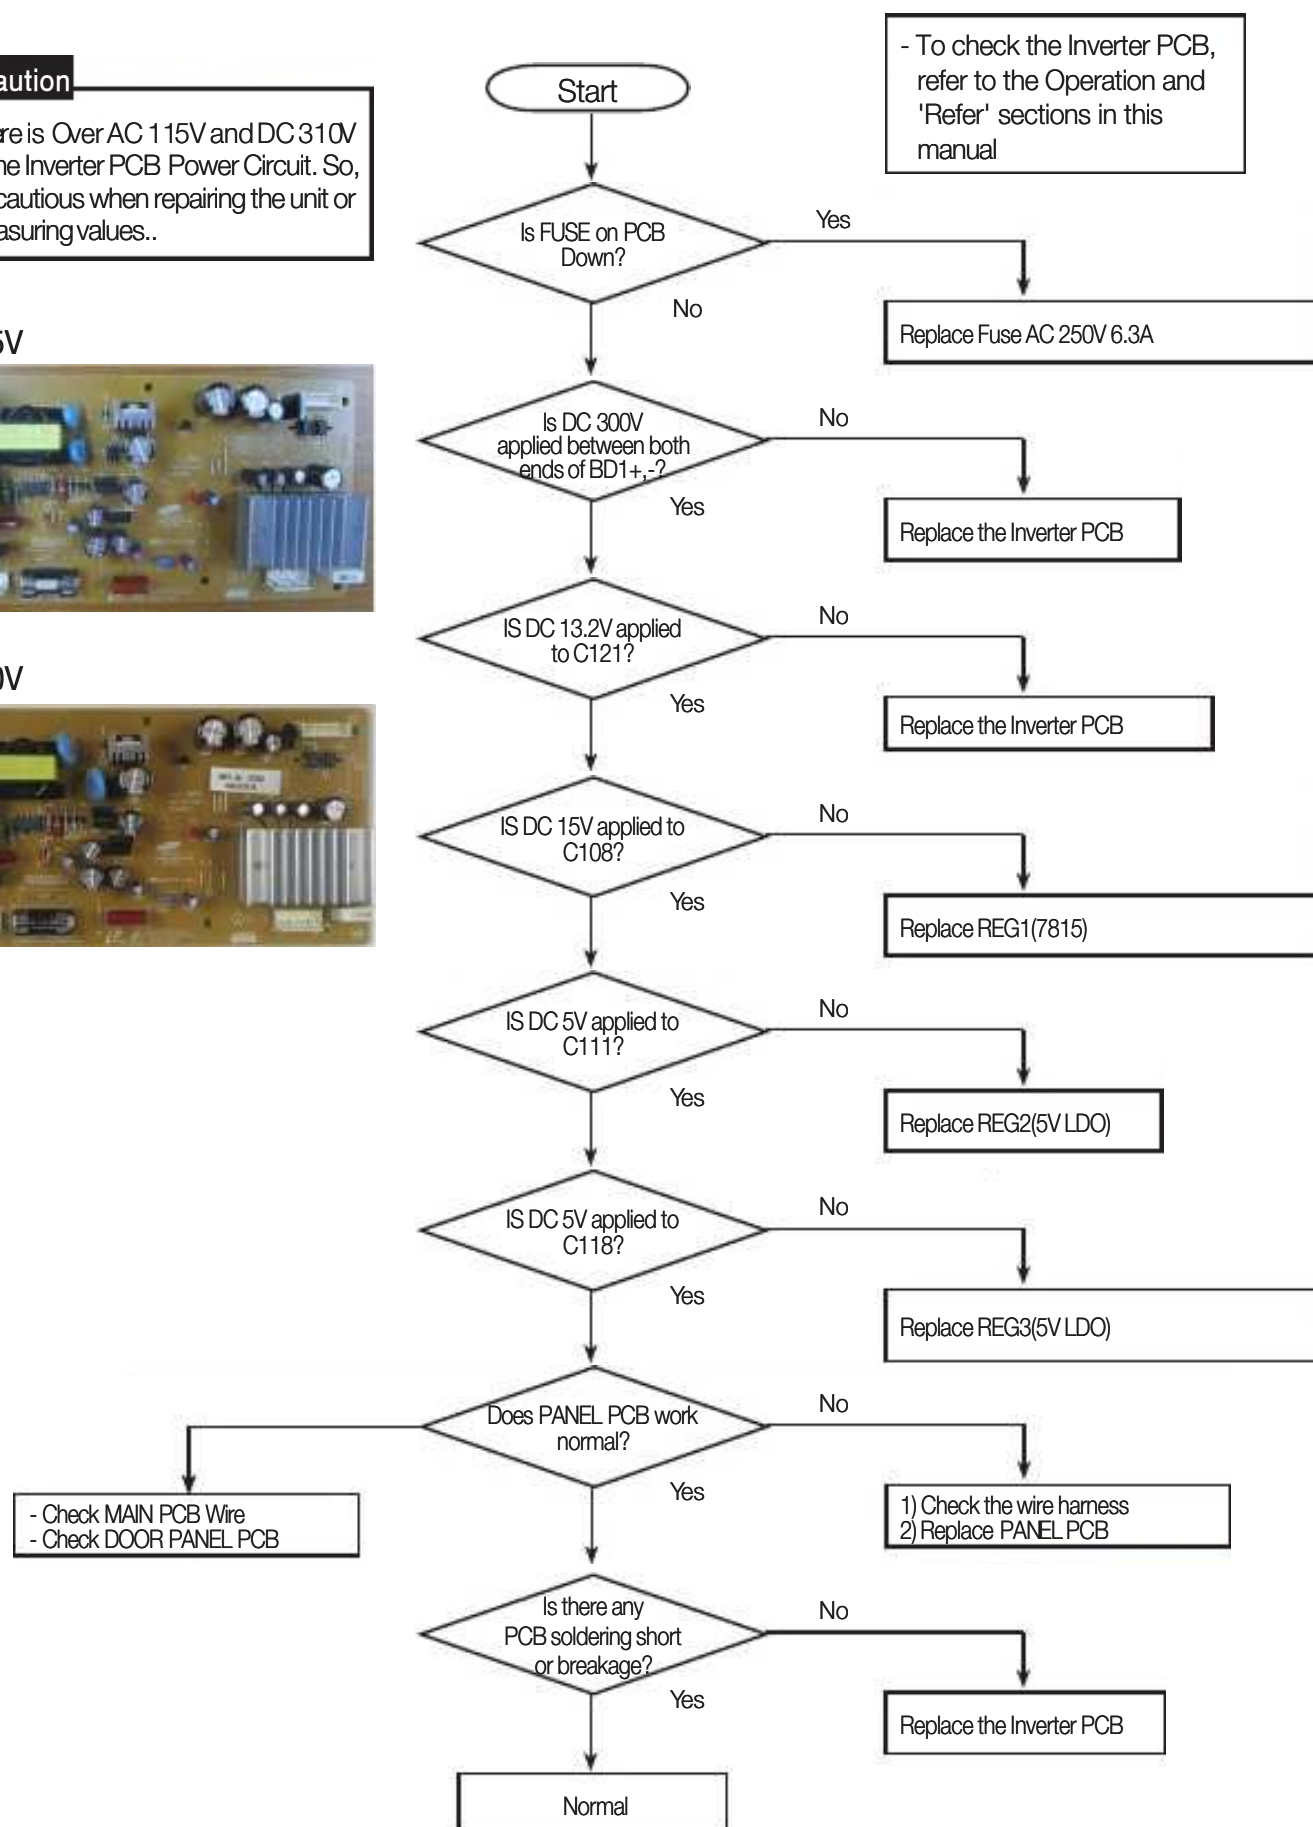 aution
ere is Over AC 115V and DC 310V
ne Inverter PCB Power Circuit. So,
cautious when repairing the unit or
asuring values..
5V
0V
- To check the Inverter PCB,
refer to the Operation and
'Refer' sections in this
manual
Start
Is FUSE on PCB
Down?
Yes
No
Replace Fuse AC 250V 6.3A
Is DC 300V
applied between both
ends of BD1+,-?
No
Yes
Replace the Inverter PCB
IS DC 13.2V applied
to C121?
No
Yes
Replace the Inverter PCB
IS DC 15V applied to
C108?
No
Yes
Replace REG1(7815)
IS DC 5V applied to
C111?
No
Yes
Replace REG2(5V LDO)
IS DC 5V applied to
C118?
No
Yes
Replace REG3(5V LDO)
Does PANEL PCB work
normal?
No
Yes
- Check MAIN PCB Wire
- Check DOOR PANEL PCB
1) Check the wire harness
2) Replace PANEL PCB
Is there any
PCB soldering short
or breakage?
No
Yes
Replace the Inverter PCB
Normal